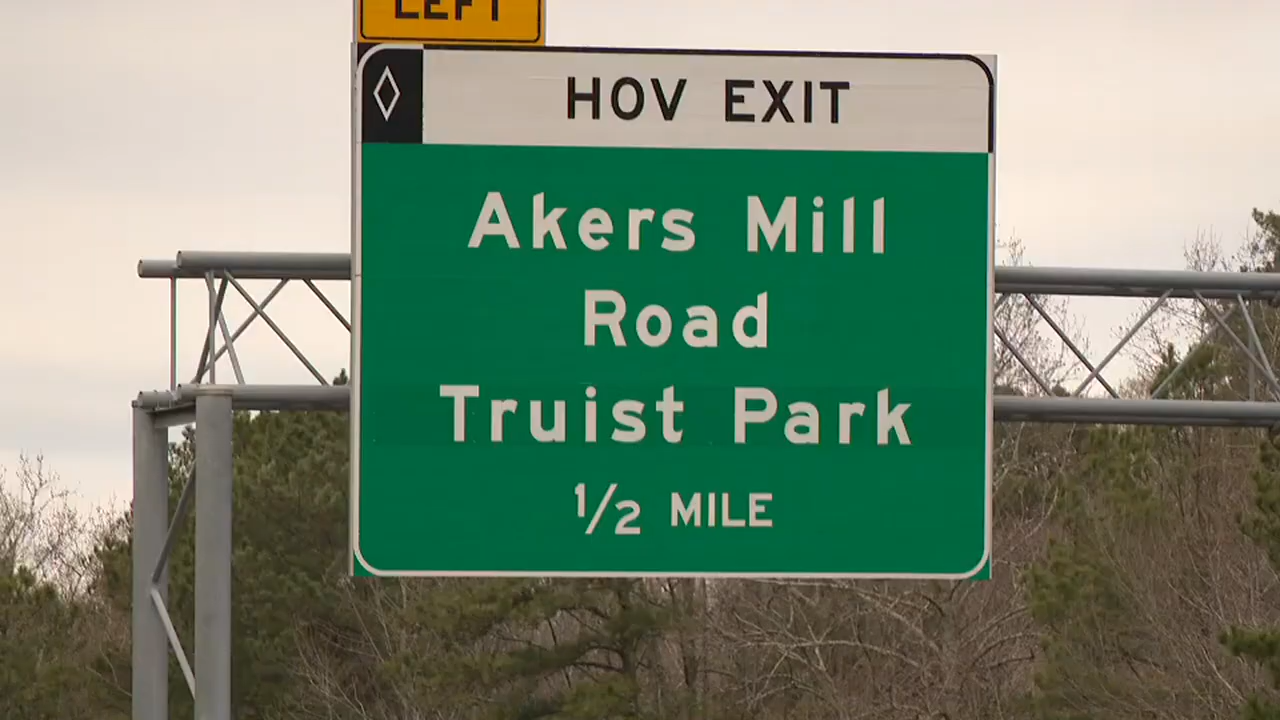 LEFT
HOV EXIT
Akers Mill
Road
Truist Park
1/2 MILE